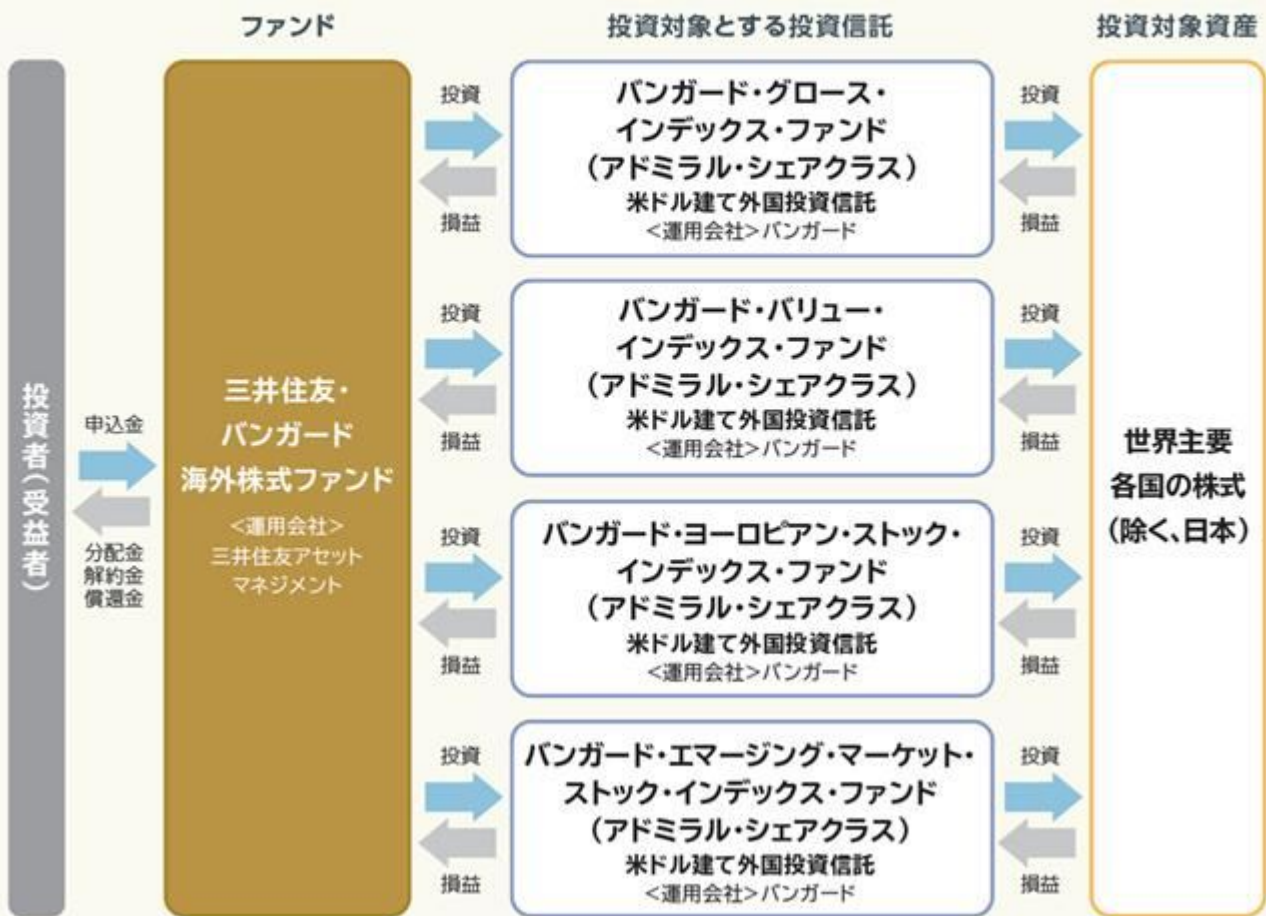 ファンド
投資対象とする投資信託
投資対象資産
投資者(受益者)
申込金
分配金
解約金
償還金
三井住友・
バンガード
海外株式ファンド
<運用会社>
三井住友アセット
マネジメント
投資
損益
バンガード・グロース・
インデックス・ファンド
(アドミラル・シェアクラス)
米ドル建て外国投資信託
<運用会社>バンガード
投資
損益
投資
損益
バンガード・バリュー・
インデックス・ファンド
(アドミラル・シェアクラス)
米ドル建て外国投資信託
<運用会社>バンガード
投資
損益
投資
損益
バンガード・ヨーロピアン・ストック・
インデックス・ファンド
(アドミラル・シェアクラス)
米ドル建て外国投資信託
<運用会社>バンガード
投資
損益
投資
損益
バンガード・エマージング・マーケット・
ストック・インデックス・ファンド
(アドミラル・シェアクラス)
米ドル建て外国投資信託
<運用会社>バンガード
投資
損益
世界主要
各国の株式
(除く、日本)